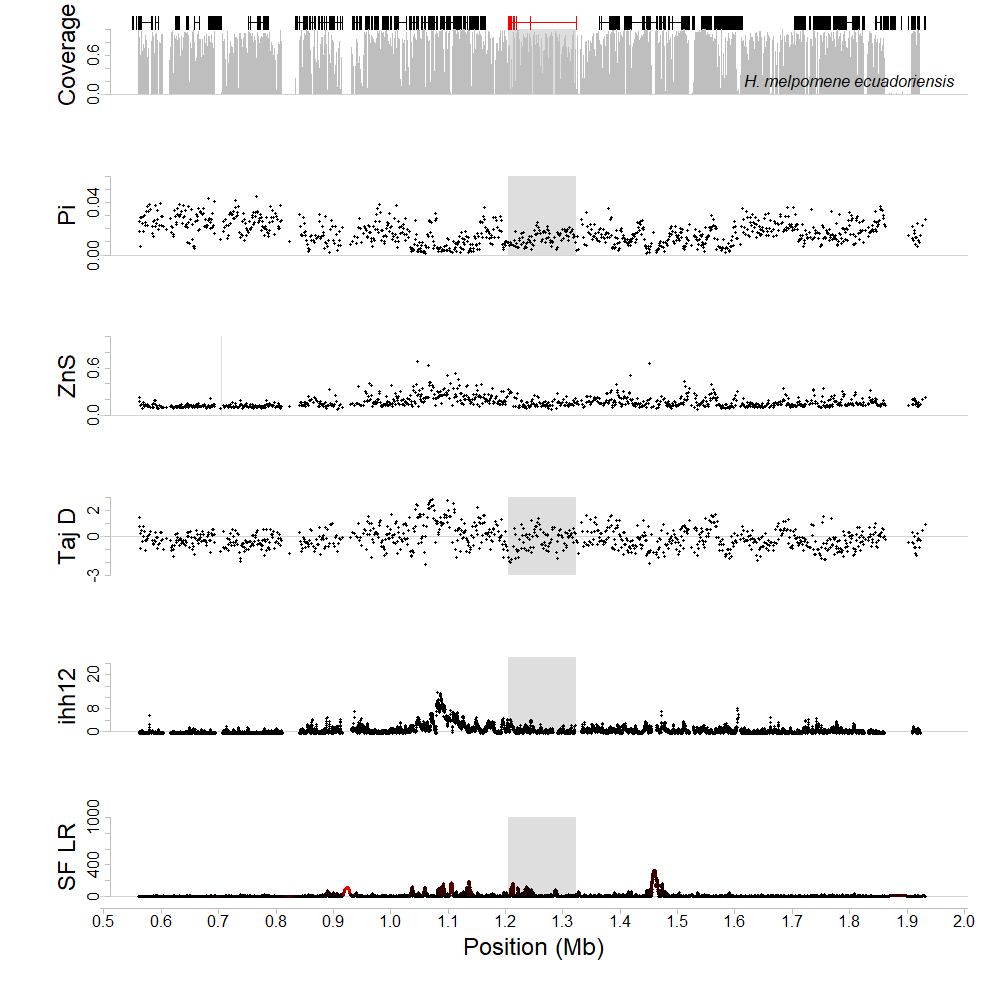 Coverage
0.0
0.6
H. melpomene ecuadoriensis
Pi
0.00
0.04
ZnS
0.0
0.6
Taj D
-3
0
2
ihh12
0
8
20
SF LR
0
400
1000
0.5 0.6 0.7 0.8 0.9 1.0 1.1 1.2 1.3 1.4 1.5 1.6 1.7 1.8 1.9 2.0
Position (Mb)